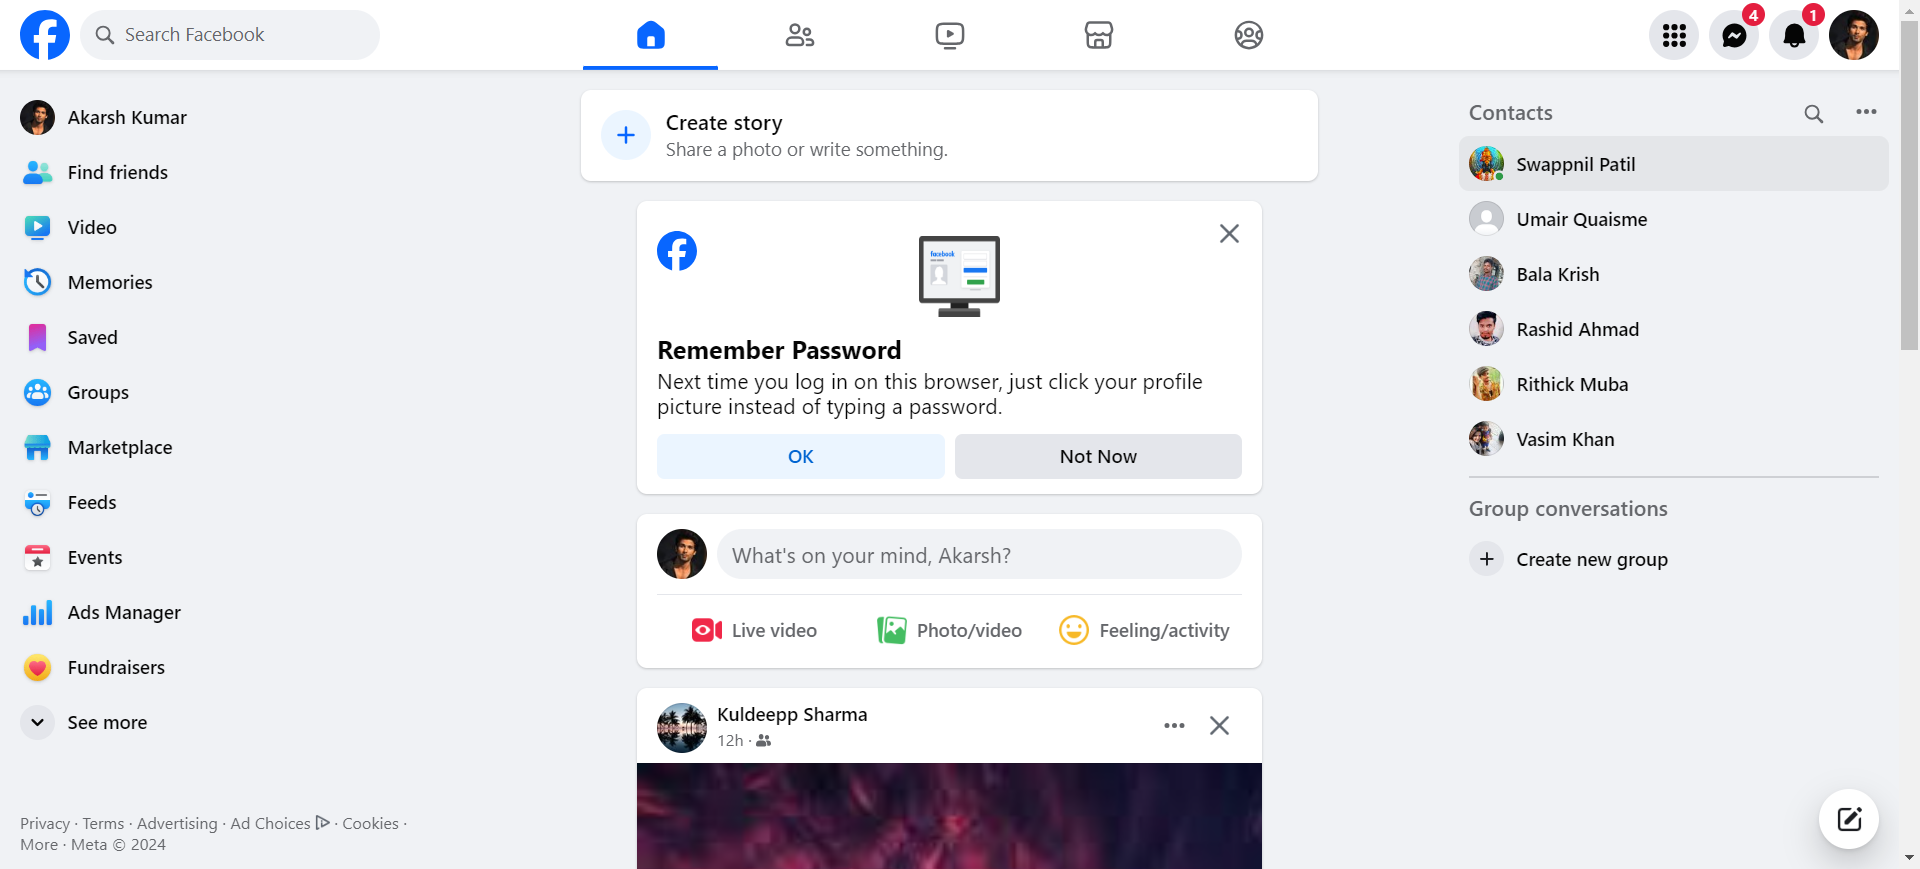 Search Facebook
4
1
Akarsh Kumar
Find friends
Video
Memories
Saved
Groups
Marketplace
Feeds
Events
Ads Manager
Fundraisers
See more
Privacy · Terms · Advertising · Ad Choices · Cookies ·
More · Meta © 2024
Create story
Share a photo or write something.
facebook
Remember Password
Next time you log in on this browser, just click your profile
picture instead of typing a password.
OK
Not Now
What's on your mind, Akarsh?
Live video
Photo/video
Feeling/activity
Kuldeepp Sharma
12h ·
Contacts
Swappnil Patil
Umair Quaisme
Bala Krish
Rashid Ahmad
Rithick Muba
Vasim Khan
Group conversations
Create new group